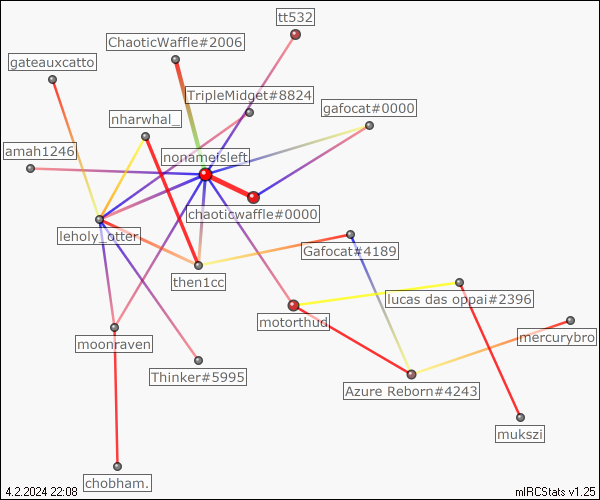 tt532
ChaoticWaffle#2006
gateauxcatto
TripleMidget#8824
gafocat#0000
nharwhal_
amah1246
nonameisleft
chaoticwaffle#0000
leholy_otter
Gafocat#4189
then1cc
lucas das oppai#2396
motorthud
mercurybro
moonraven
Thinker#5995
Azure Reborn#4243
mukszi
chobham.
4.2.2024 22:08
mIRCStats v1.25